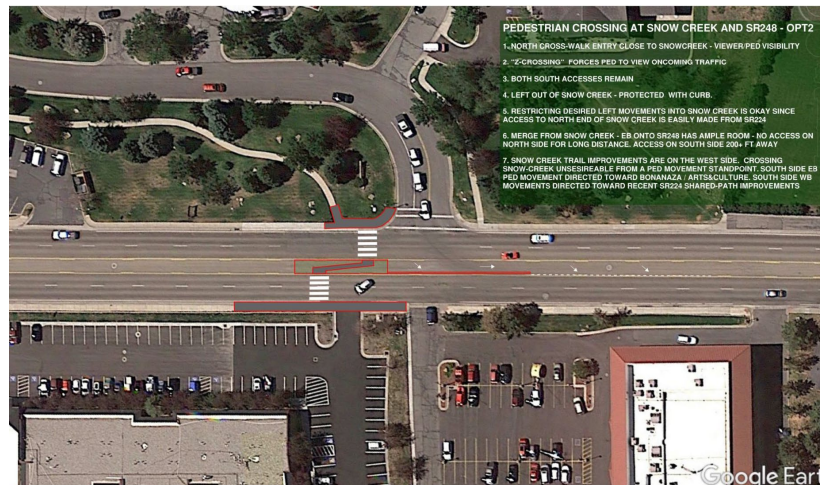 PEDESTRIAN CROSSING AT SNOW CREEK AND SR248 - OPT2
1. NORTH CROSS-WALK ENTRY CLOSE TO SNOWCREEK - VIEWER/PED VISIBILITY
2. "Z-CROSSING" FORCES PED TO VIEW ONCOMING TRAFFIC
3. BOTH SOUTH ACCESSES REMAIN
4. LEFT OUT OF SNOW CREEK - PROTECTED WITH CURB.
5. RESTRICTING DESIRED LEFT MOVEMENTS INTO SNOW CREEK IS OKAY SINCE
ACCESS TO NORTH END OF SNOW CREEK IS EASILY MADE FROM SR224
6. MERGE FROM SNOW CREEK - EB ONTO SR248 HAS AMPLE ROOM - NO ACCESS ON
NORTH SIDE FOR LONG DISTANCE. ACCESS ON SOUTH SIDE 200+ FT AWAY
7. SNOW CREEK TRAIL IMPROVEMENTS ARE ON THE WEST SIDE. CROSSING
SNOW-CREEK UNSESIREABLE FROM A PED MOVEMENT STANDPOINT. SOUTH SIDE EB
PED MOVEMENT DIRECTED TOWARD BONANAZA / ARTS&CULTURE. SOUTH SIDE WB
MOVEMENTS DIRECTED TOWARD RECENT SR224 SHARED-PATH IMPROVEMENTS
Google Eart